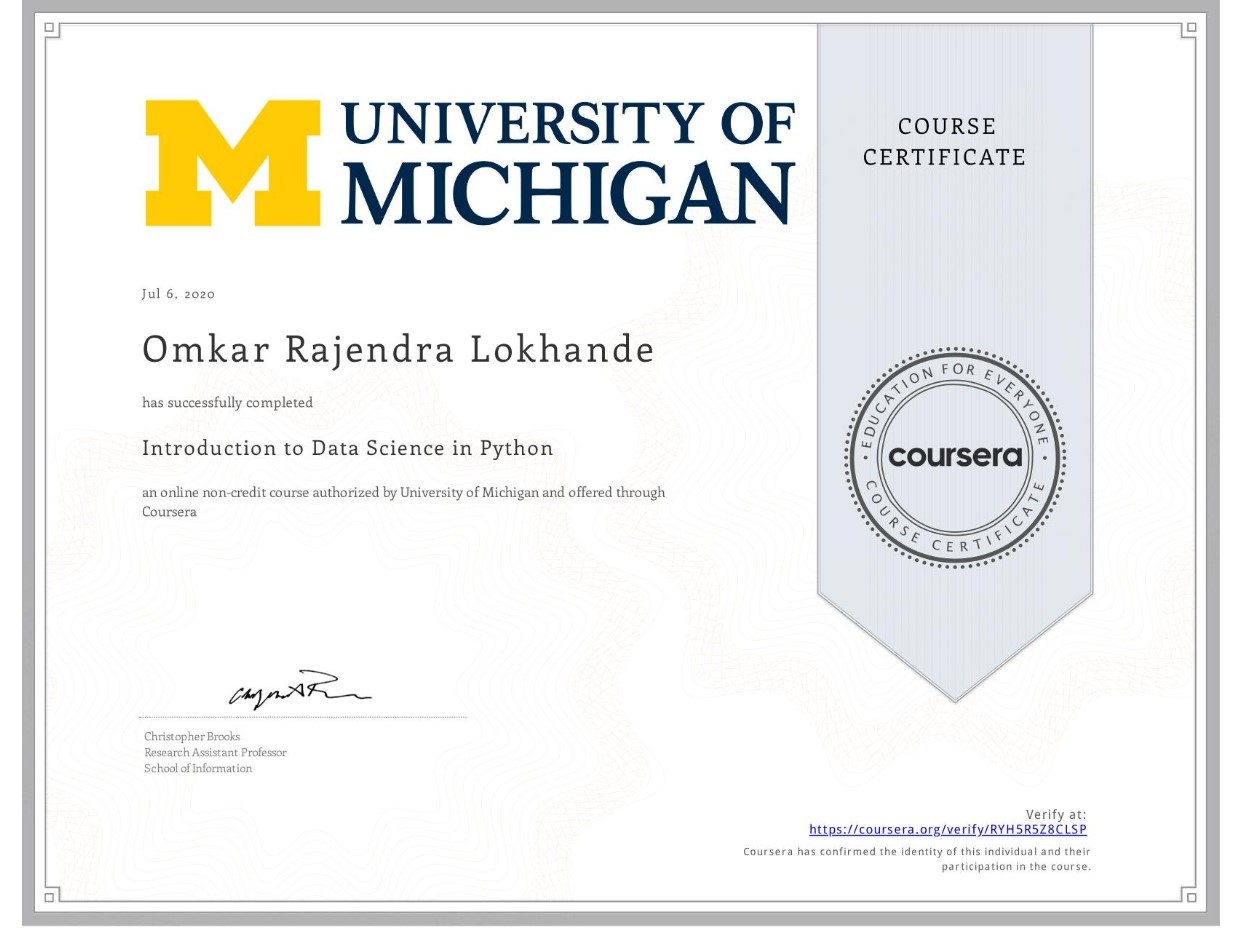 UNIVERSITY OF
MICHIGAN
COURSE
CERTIFICATE
Jul 6, 2020
Omkar Rajendra Lokhande
has successfully completed
Introduction to Data Science in Python
an online non-credit course authorized by University of Michigan and offered through
Coursera
EDUCATION FOR EVERYONE
coursera
COURSE CERTIFICATE
Christopher Brooks
Research Assistant Professor
School of Information
Verify at:
https://coursera.org/verify/RYH5R5Z8CLSP
Coursera has confirmed the identity of this individual and their
participation in the course.